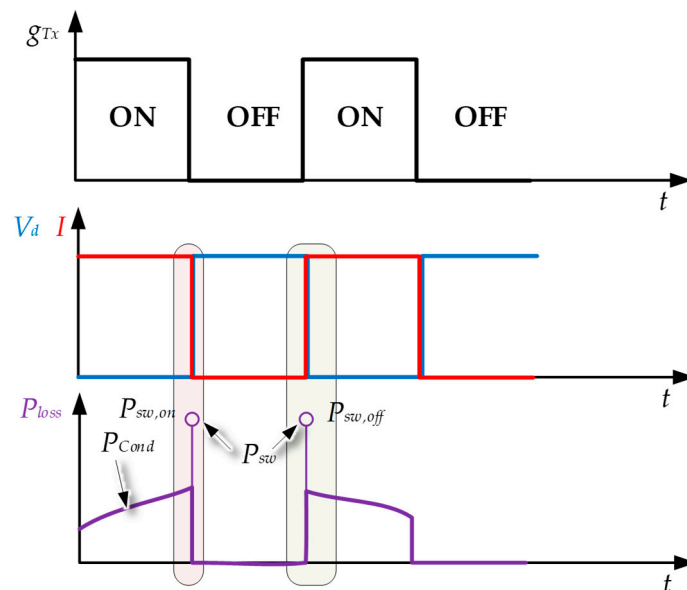 gTx
ON OFF ON OFF
t
Vd I
t
Ploss Psw,on Psw,off
PCond Psw
t